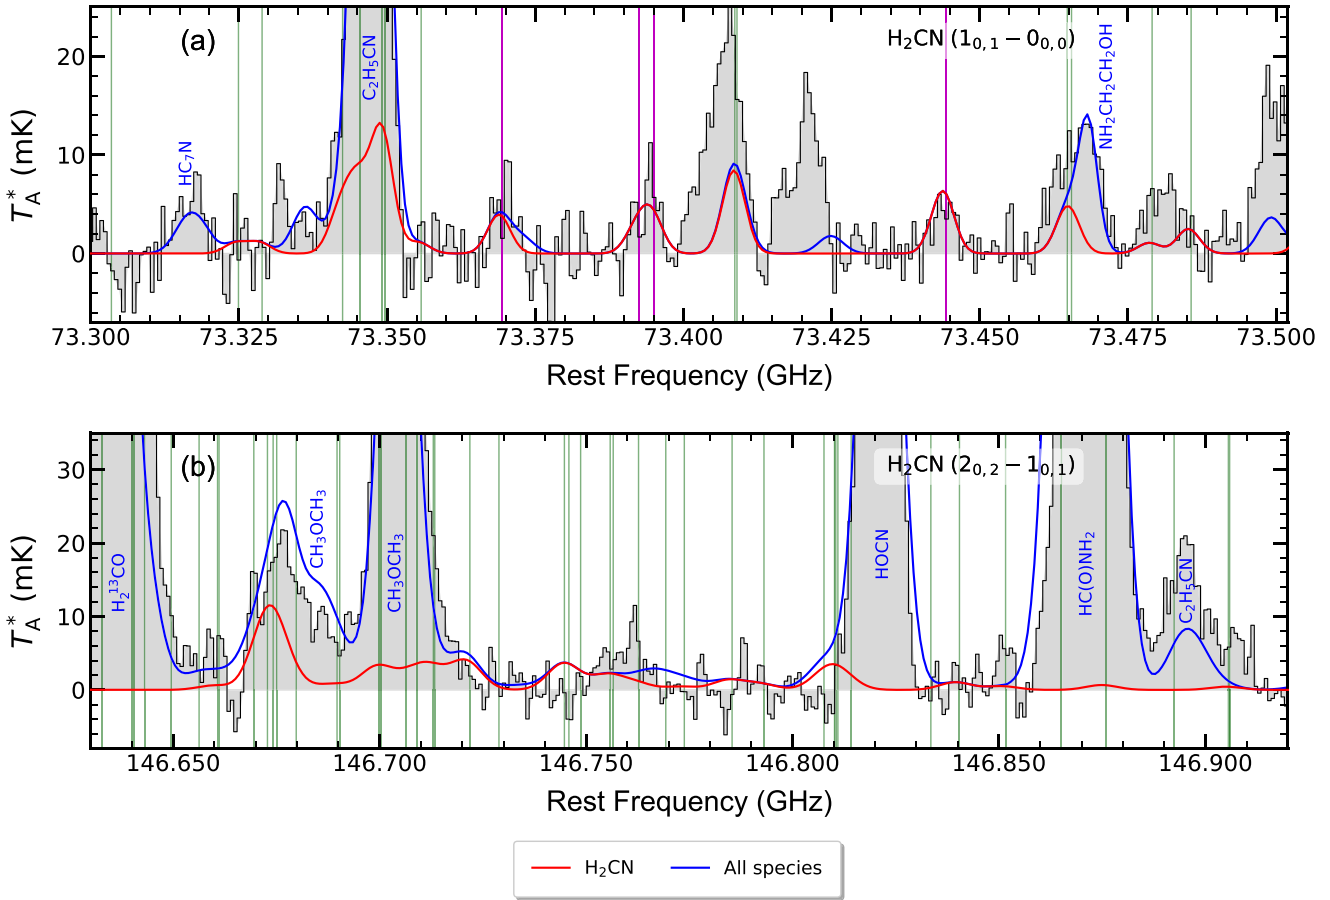 (a)
H₂CN (1₀,₁ − 0₀,₀)
HC₇N
C₂H₅CN
NH₂CH₂CH₂OH
T*A (mK)
20
10
0
73.300 73.325 73.350 73.375 73.400 73.425 73.450 73.475 73.500
Rest Frequency (GHz)
(b)
H₂CN (2₀,₂ − 1₀,₁)
H₂¹³CO
CH₃OCH₃
CH₃OCH₃
HOCN
HC(O)NH₂
C₂H₅CN
T*A (mK)
30
20
10
0
146.650 146.700 146.750 146.800 146.850 146.900
Rest Frequency (GHz)
H₂CN All species